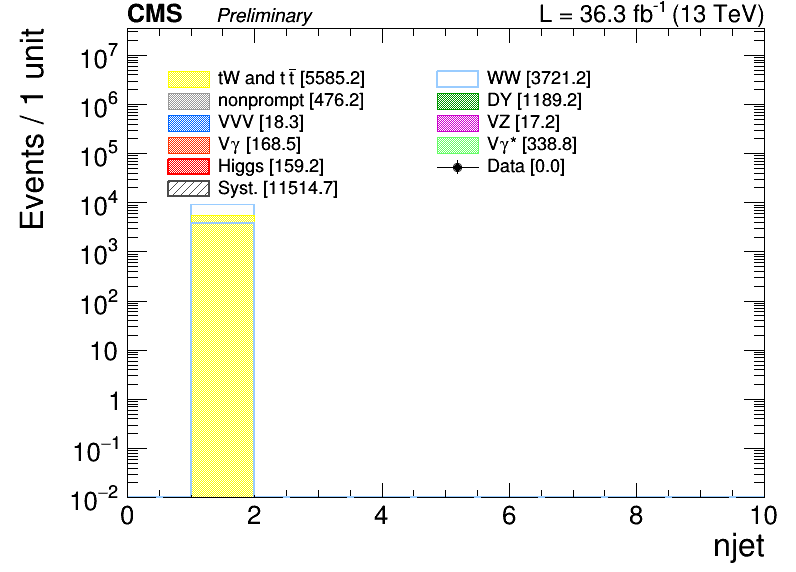 CMS Preliminary L = 36.3 fb⁻¹ (13 TeV)
Events / 1 unit
10⁷
10⁶
10⁵
10⁴
10³
10²
10
1
10⁻¹
10⁻²
tW and tt̄ [5585.2]
WW [3721.2]
nonprompt [476.2]
DY [1189.2]
VVV [18.3]
VZ [17.2]
Vγ [168.5]
Vγ* [338.8]
Higgs [159.2]
Data [0.0]
Syst. [11514.7]
0 2 4 6 8 10
njet